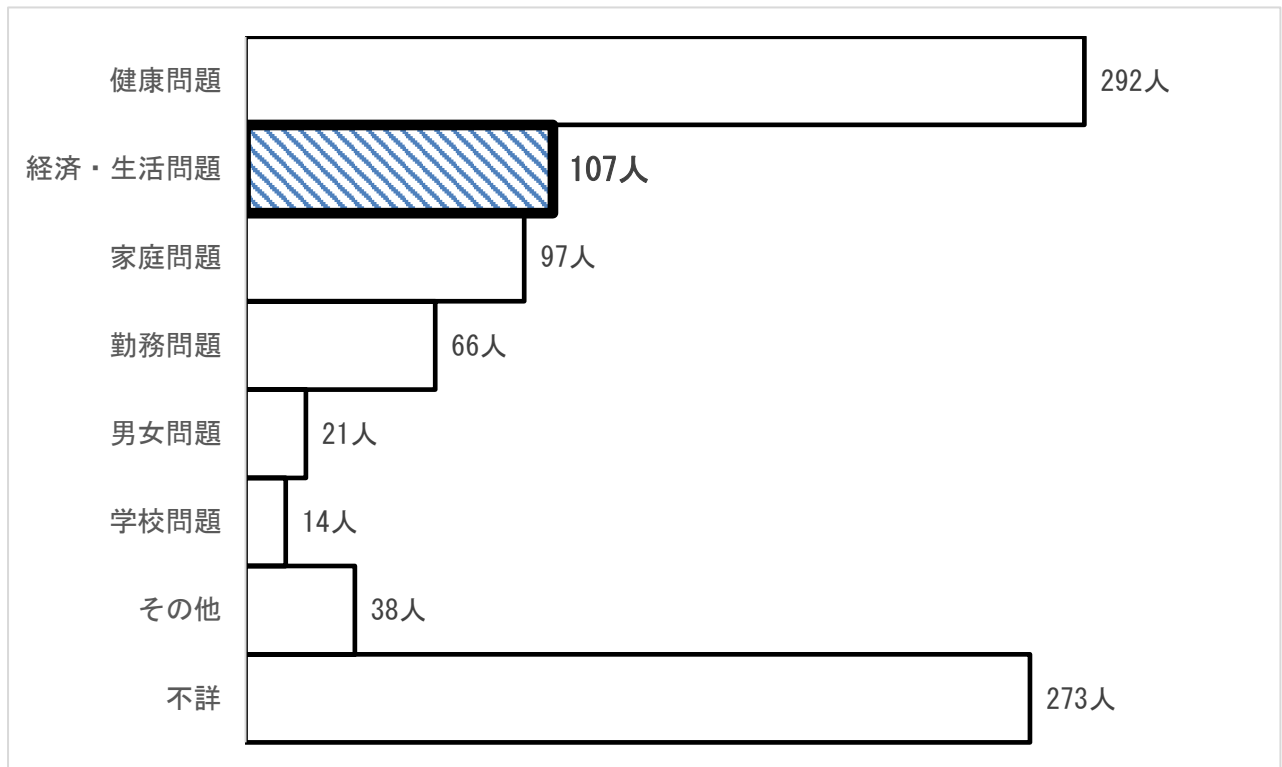 健康問題 292人
経済・生活問題 107人
家庭問題 97人
勤務問題 66人
男女問題 21人
学校問題 14人
その他 38人
不詳 273人